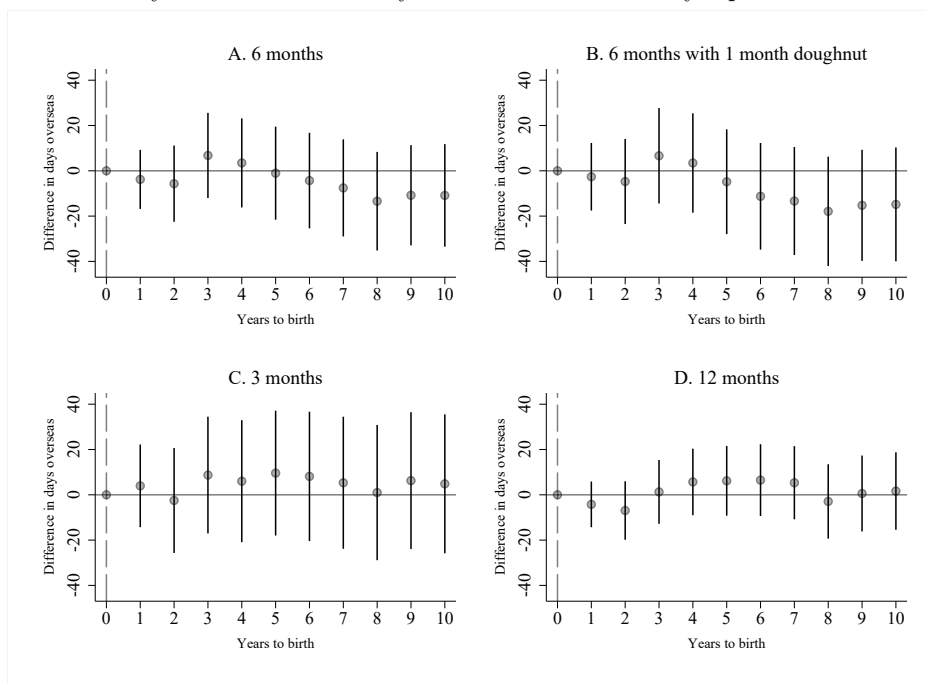 A. 6 months
Difference in days overseas
40
20
0
-20
-40
0 1 2 3 4 5 6 7 8 9 10
Years to birth
B. 6 months with 1 month doughnut
Difference in days overseas
40
20
0
-20
-40
0 1 2 3 4 5 6 7 8 9 10
Years to birth
C. 3 months
Difference in days overseas
40
20
0
-20
-40
0 1 2 3 4 5 6 7 8 9 10
Years to birth
D. 12 months
Difference in days overseas
40
20
0
-20
-40
0 1 2 3 4 5 6 7 8 9 10
Years to birth